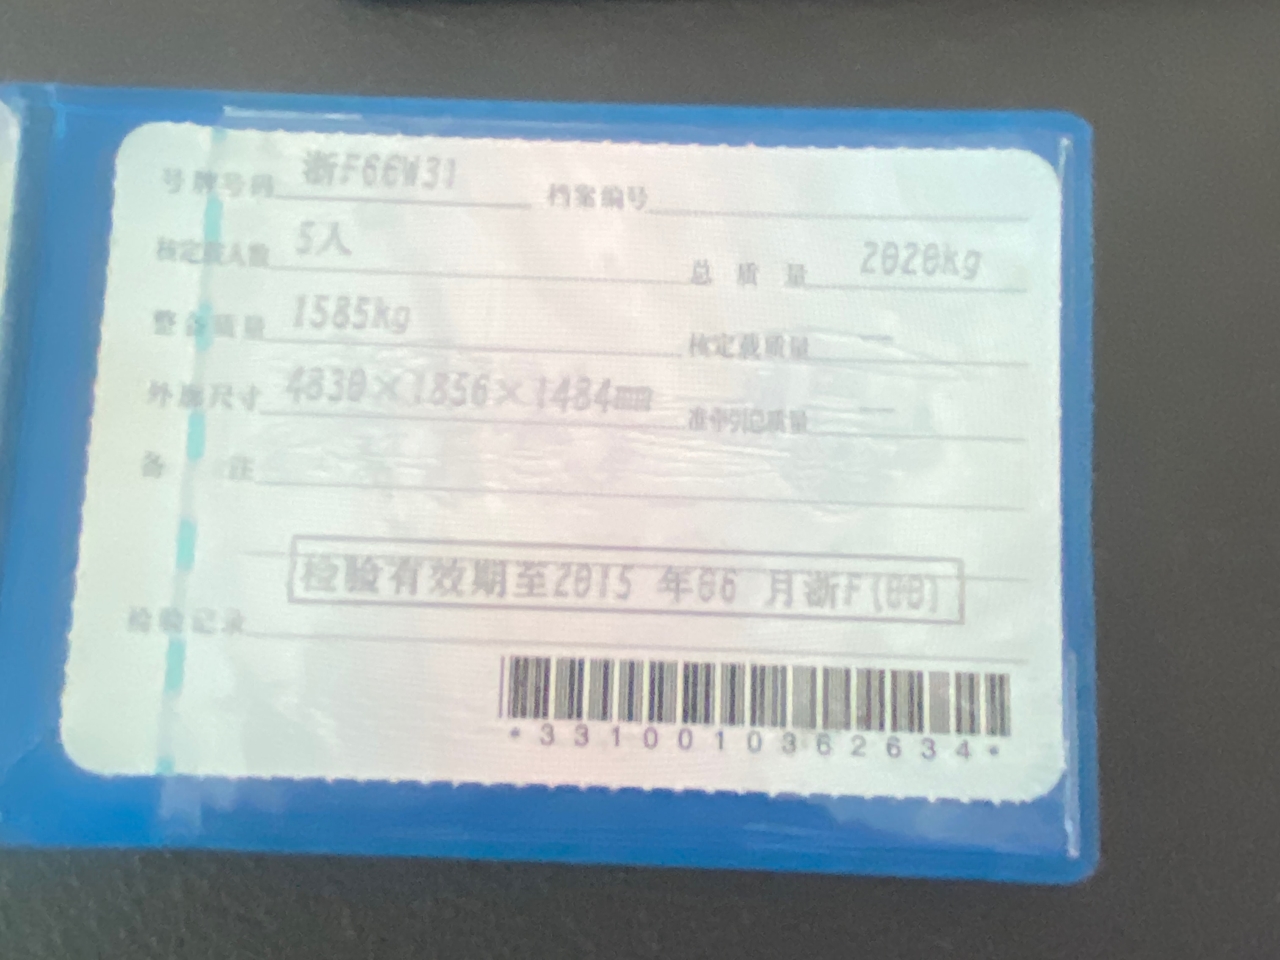 号牌号码 浙F66W31 档案编号
核定载人数 5人 总质量 2020kg
整备质量 1585kg 核定载质量 —
外廓尺寸 4830×1856×1484mm 准牵引总质量 —
备注
检验有效期至2015 年06 月浙F(00)
检验记录
*3310010362634*